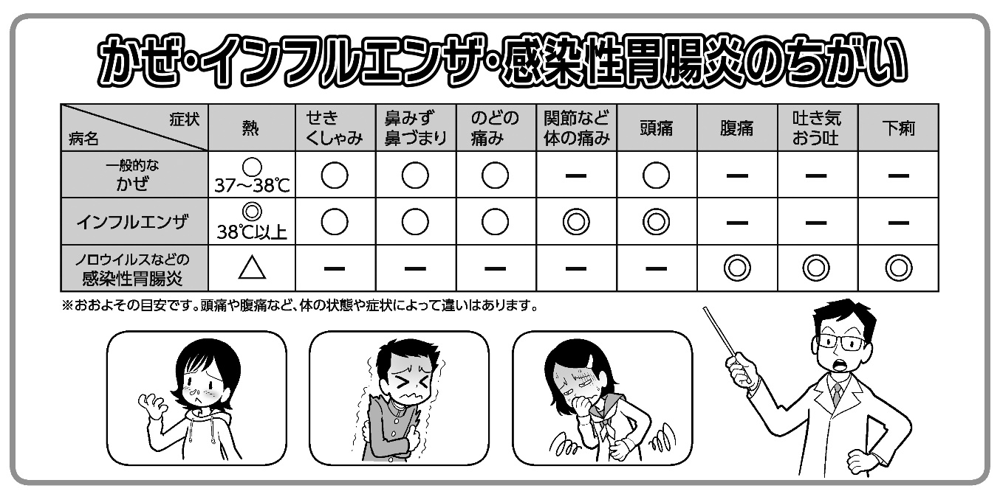 かぜ・インフルエンザ・感染性胃腸炎のちがい
症状
病名
熱
せき
くしゃみ
鼻みず
鼻づまり
のどの
痛み
関節など
体の痛み
頭痛
腹痛
吐き気
おう吐
下痢
一般的な
かぜ
○
37〜38℃
○
○
○
ー
○
ー
ー
ー
インフルエンザ
◎
38℃以上
○
○
○
◎
◎
ー
ー
ー
ノロウイルスなどの
感染性胃腸炎
△
ー
ー
ー
ー
ー
◎
◎
◎
※おおよその目安です。頭痛や腹痛など、体の状態や症状によって違いはあります。